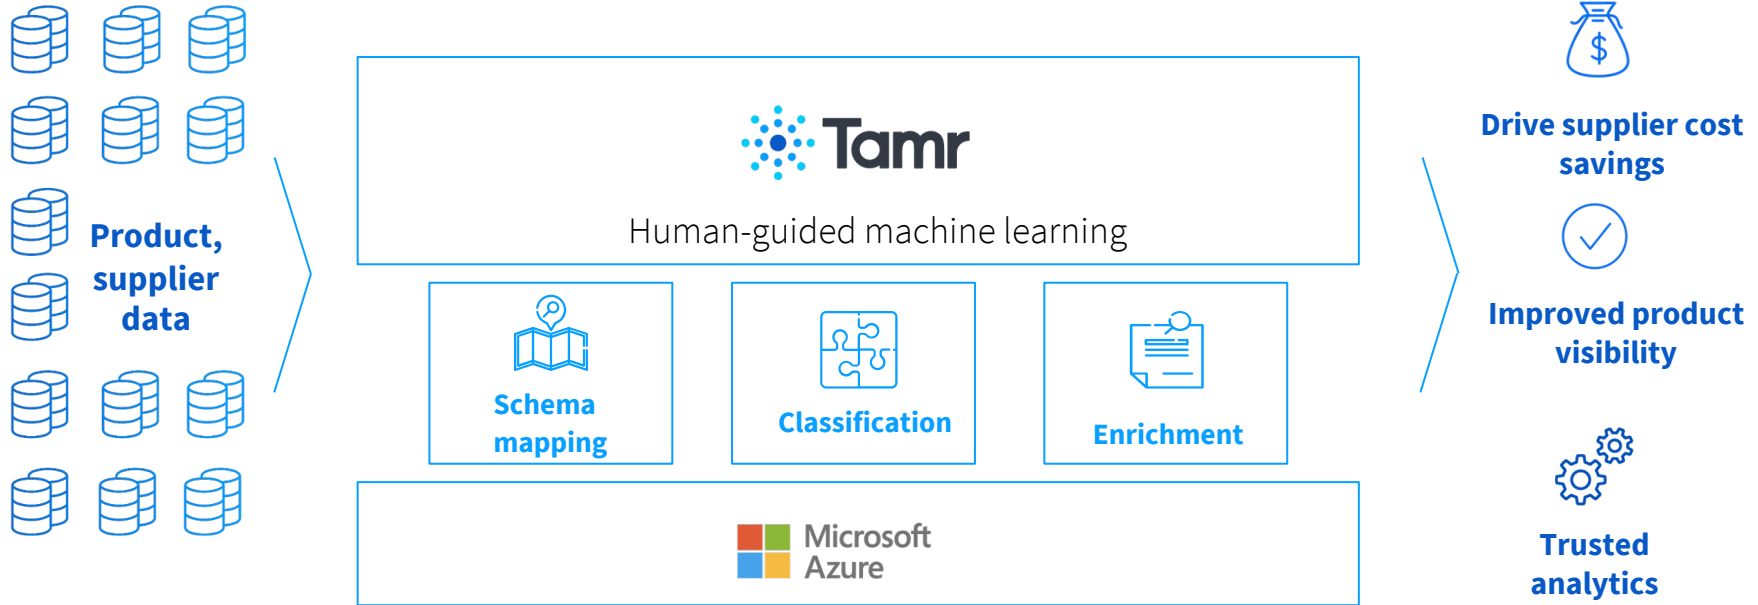 Product,
supplier
data
Tamr
Human-guided machine learning
Schema
mapping
Classification
Enrichment
Microsoft
Azure
$
Drive supplier cost
savings
Improved product
visibility
Trusted
analytics